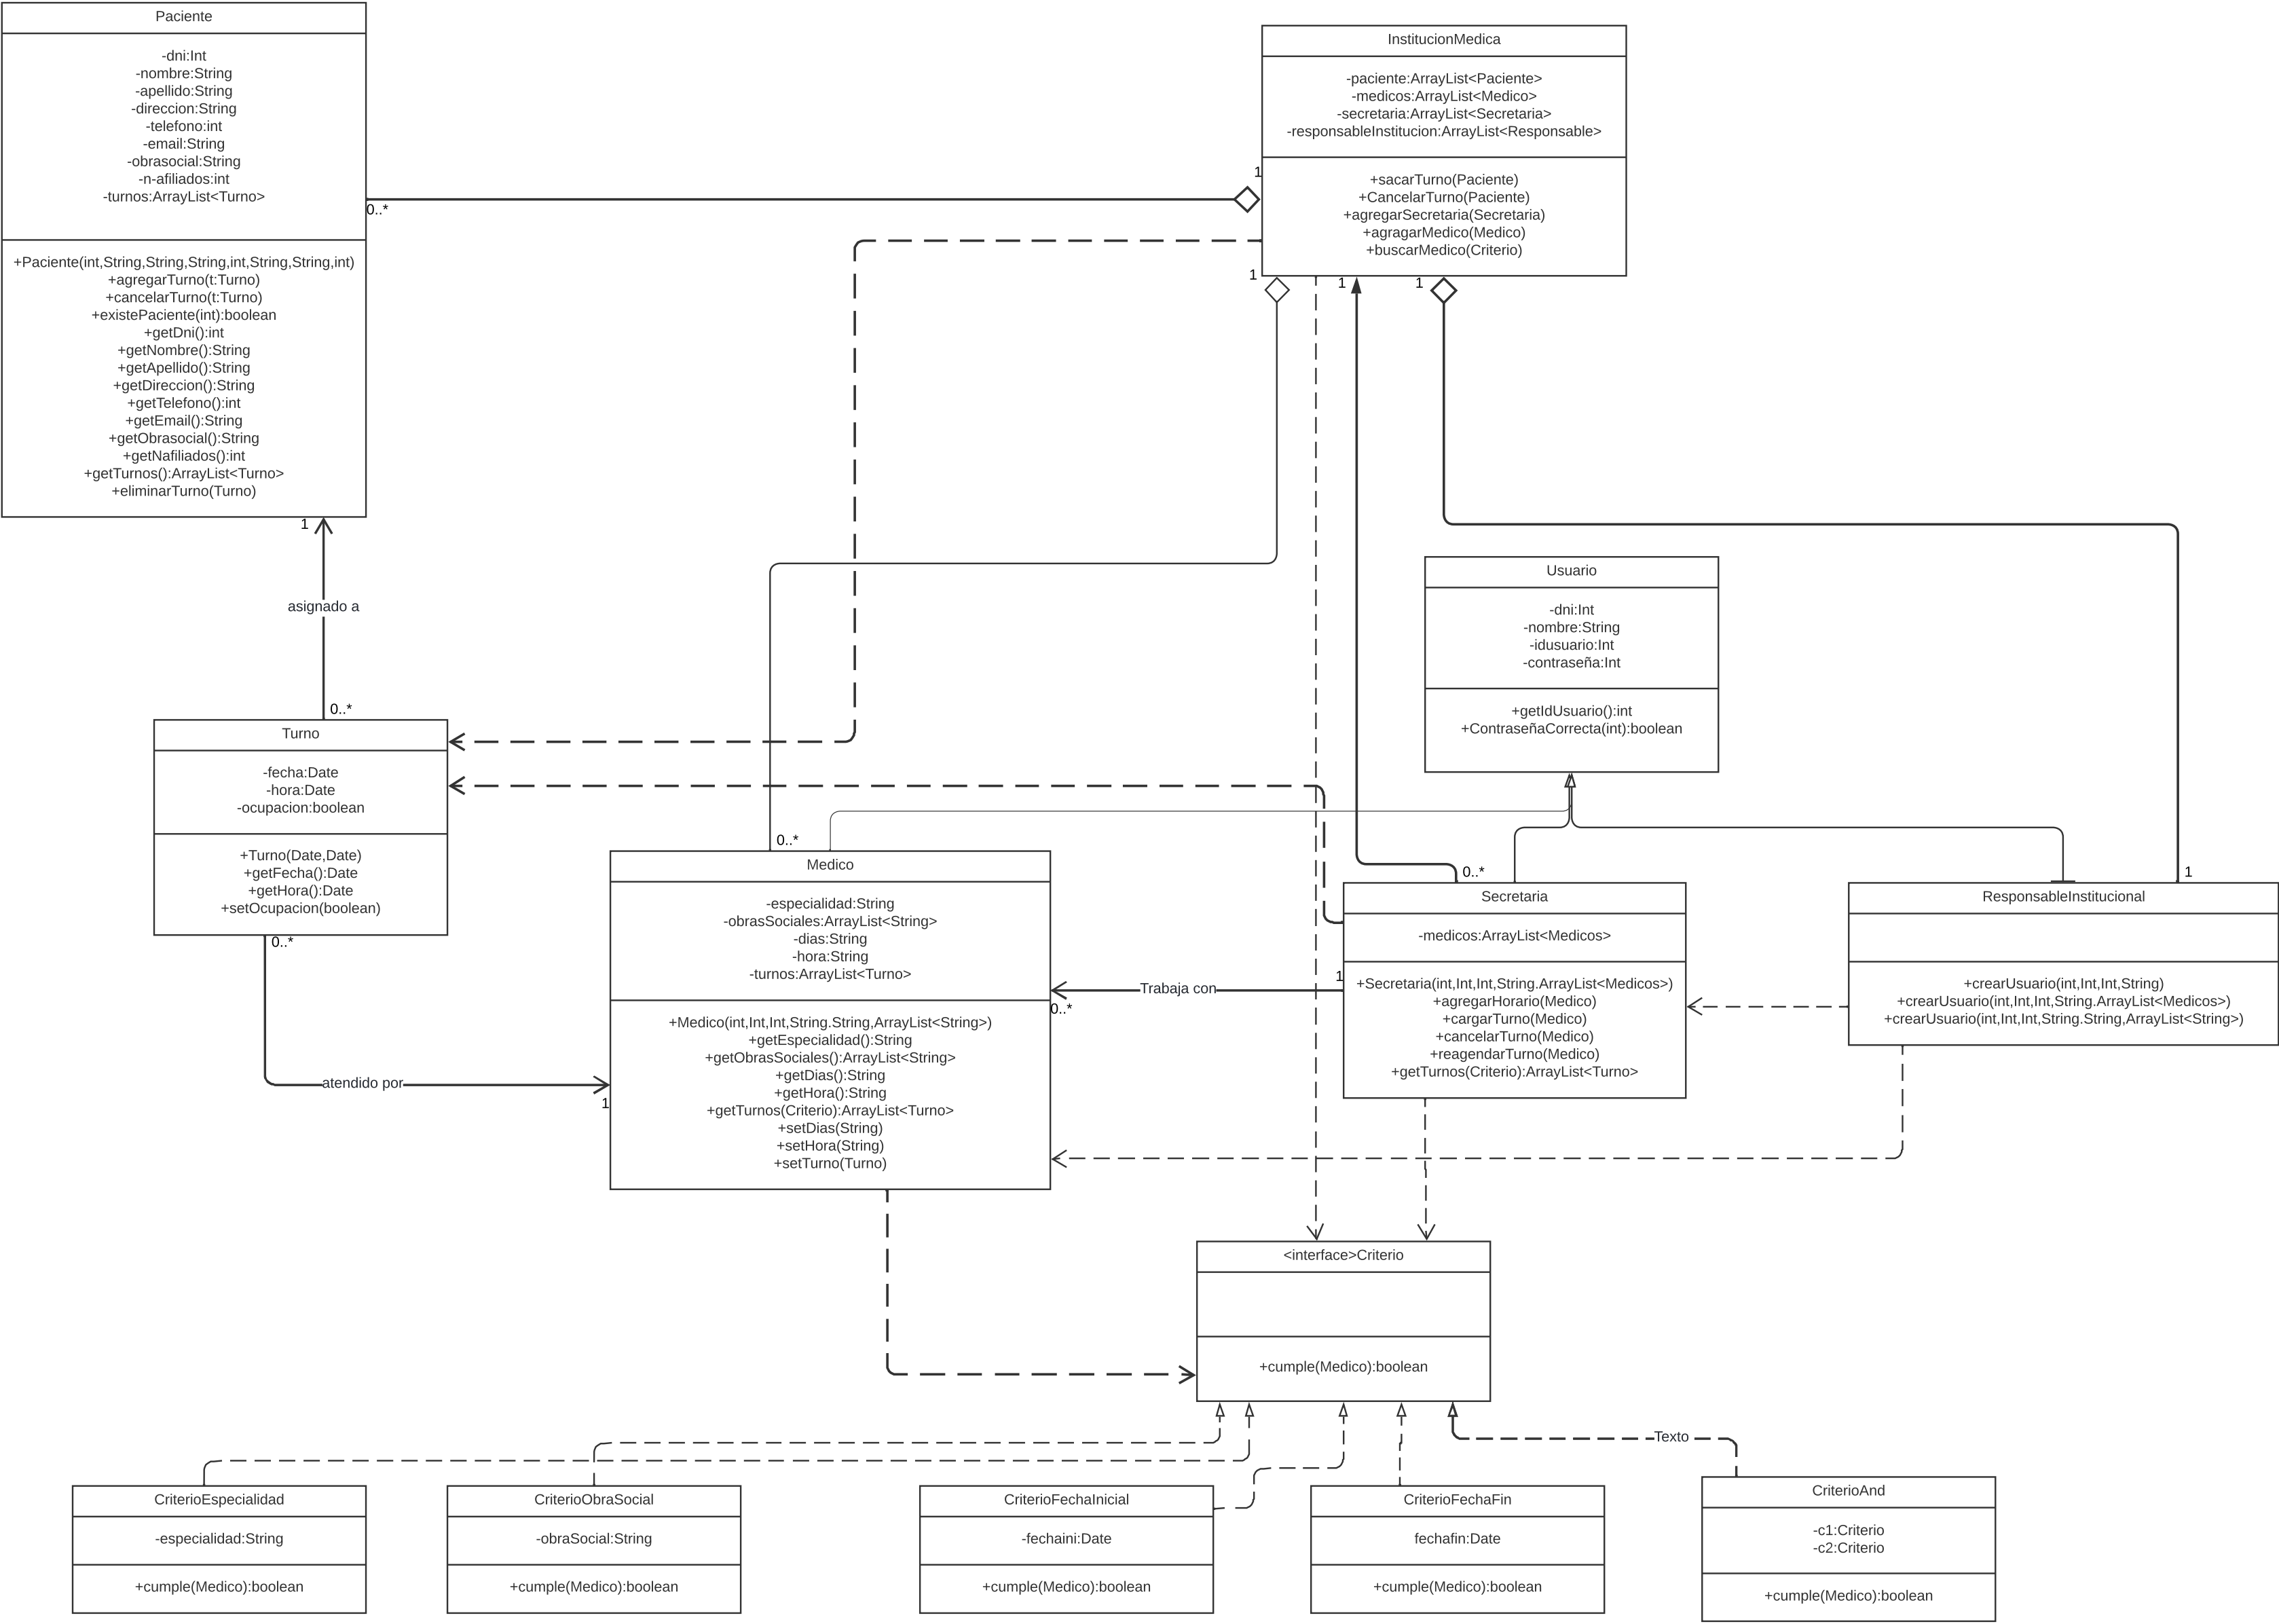 Paciente
-dni:Int
-nombre:String
-apellido:String
-direccion:String
-telefono:int
-email:String
-obrasocial:String
-n-afiliados:int
-turnos:ArrayList<Turno>
+Paciente(int,String,String,String,int,String,String,int)
+agregarTurno(t:Turno)
+cancelarTurno(t:Turno)
+existePaciente(int):boolean
+getDni():int
+getNombre():String
+getApellido():String
+getDireccion():String
+getTelefono():int
+getEmail():String
+getObrasocial():String
+getNafiliados():int
+getTurnos():ArrayList<Turno>
+eliminarTurno(Turno)
InstitucionMedica
-paciente:ArrayList<Paciente>
-medicos:ArrayList<Medico>
-secretaria:ArrayList<Secretaria>
-responsableInstitucion:ArrayList<Responsable>
+sacarTurno(Paciente)
+CancelarTurno(Paciente)
+agregarSecretaria(Secretaria)
+agragarMedico(Medico)
+buscarMedico(Criterio)
1
0..*
1
1
1
1
asignado a
0..*
Usuario
-dni:Int
-nombre:String
-idusuario:Int
-contraseña:Int
+getIdUsuario():int
+ContraseñaCorrecta(int):boolean
Turno
-fecha:Date
-hora:Date
-ocupacion:boolean
+Turno(Date,Date)
+getFecha():Date
+getHora():Date
+setOcupacion(boolean)
0..*
atendido por
1
0..*
Medico
-especialidad:String
-obrasSociales:ArrayList<String>
-dias:String
-hora:String
-turnos:ArrayList<Turno>
+Medico(int,Int,Int,String.String,ArrayList<String>)
+getEspecialidad():String
+getObrasSociales():ArrayList<String>
+getDias():String
+getHora():String
+getTurnos(Criterio):ArrayList<Turno>
+setDias(String)
+setHora(String)
+setTurno(Turno)
0..*
Trabaja con
1
0..*
Secretaria
-medicos:ArrayList<Medicos>
+Secretaria(int,Int,Int,String.ArrayList<Medicos>)
+agregarHorario(Medico)
+cargarTurno(Medico)
+cancelarTurno(Medico)
+reagendarTurno(Medico)
+getTurnos(Criterio):ArrayList<Turno>
1
ResponsableInstitucional
+crearUsuario(int,Int,Int,String)
+crearUsuario(int,Int,Int,String.ArrayList<Medicos>)
+crearUsuario(int,Int,Int,String.String,ArrayList<String>)
<interface>Criterio
+cumple(Medico):boolean
Texto
CriterioEspecialidad
-especialidad:String
+cumple(Medico):boolean
CriterioObraSocial
-obraSocial:String
+cumple(Medico):boolean
CriterioFechaInicial
-fechaini:Date
+cumple(Medico):boolean
CriterioFechaFin
fechafin:Date
+cumple(Medico):boolean
CriterioAnd
-c1:Criterio
-c2:Criterio
+cumple(Medico):boolean